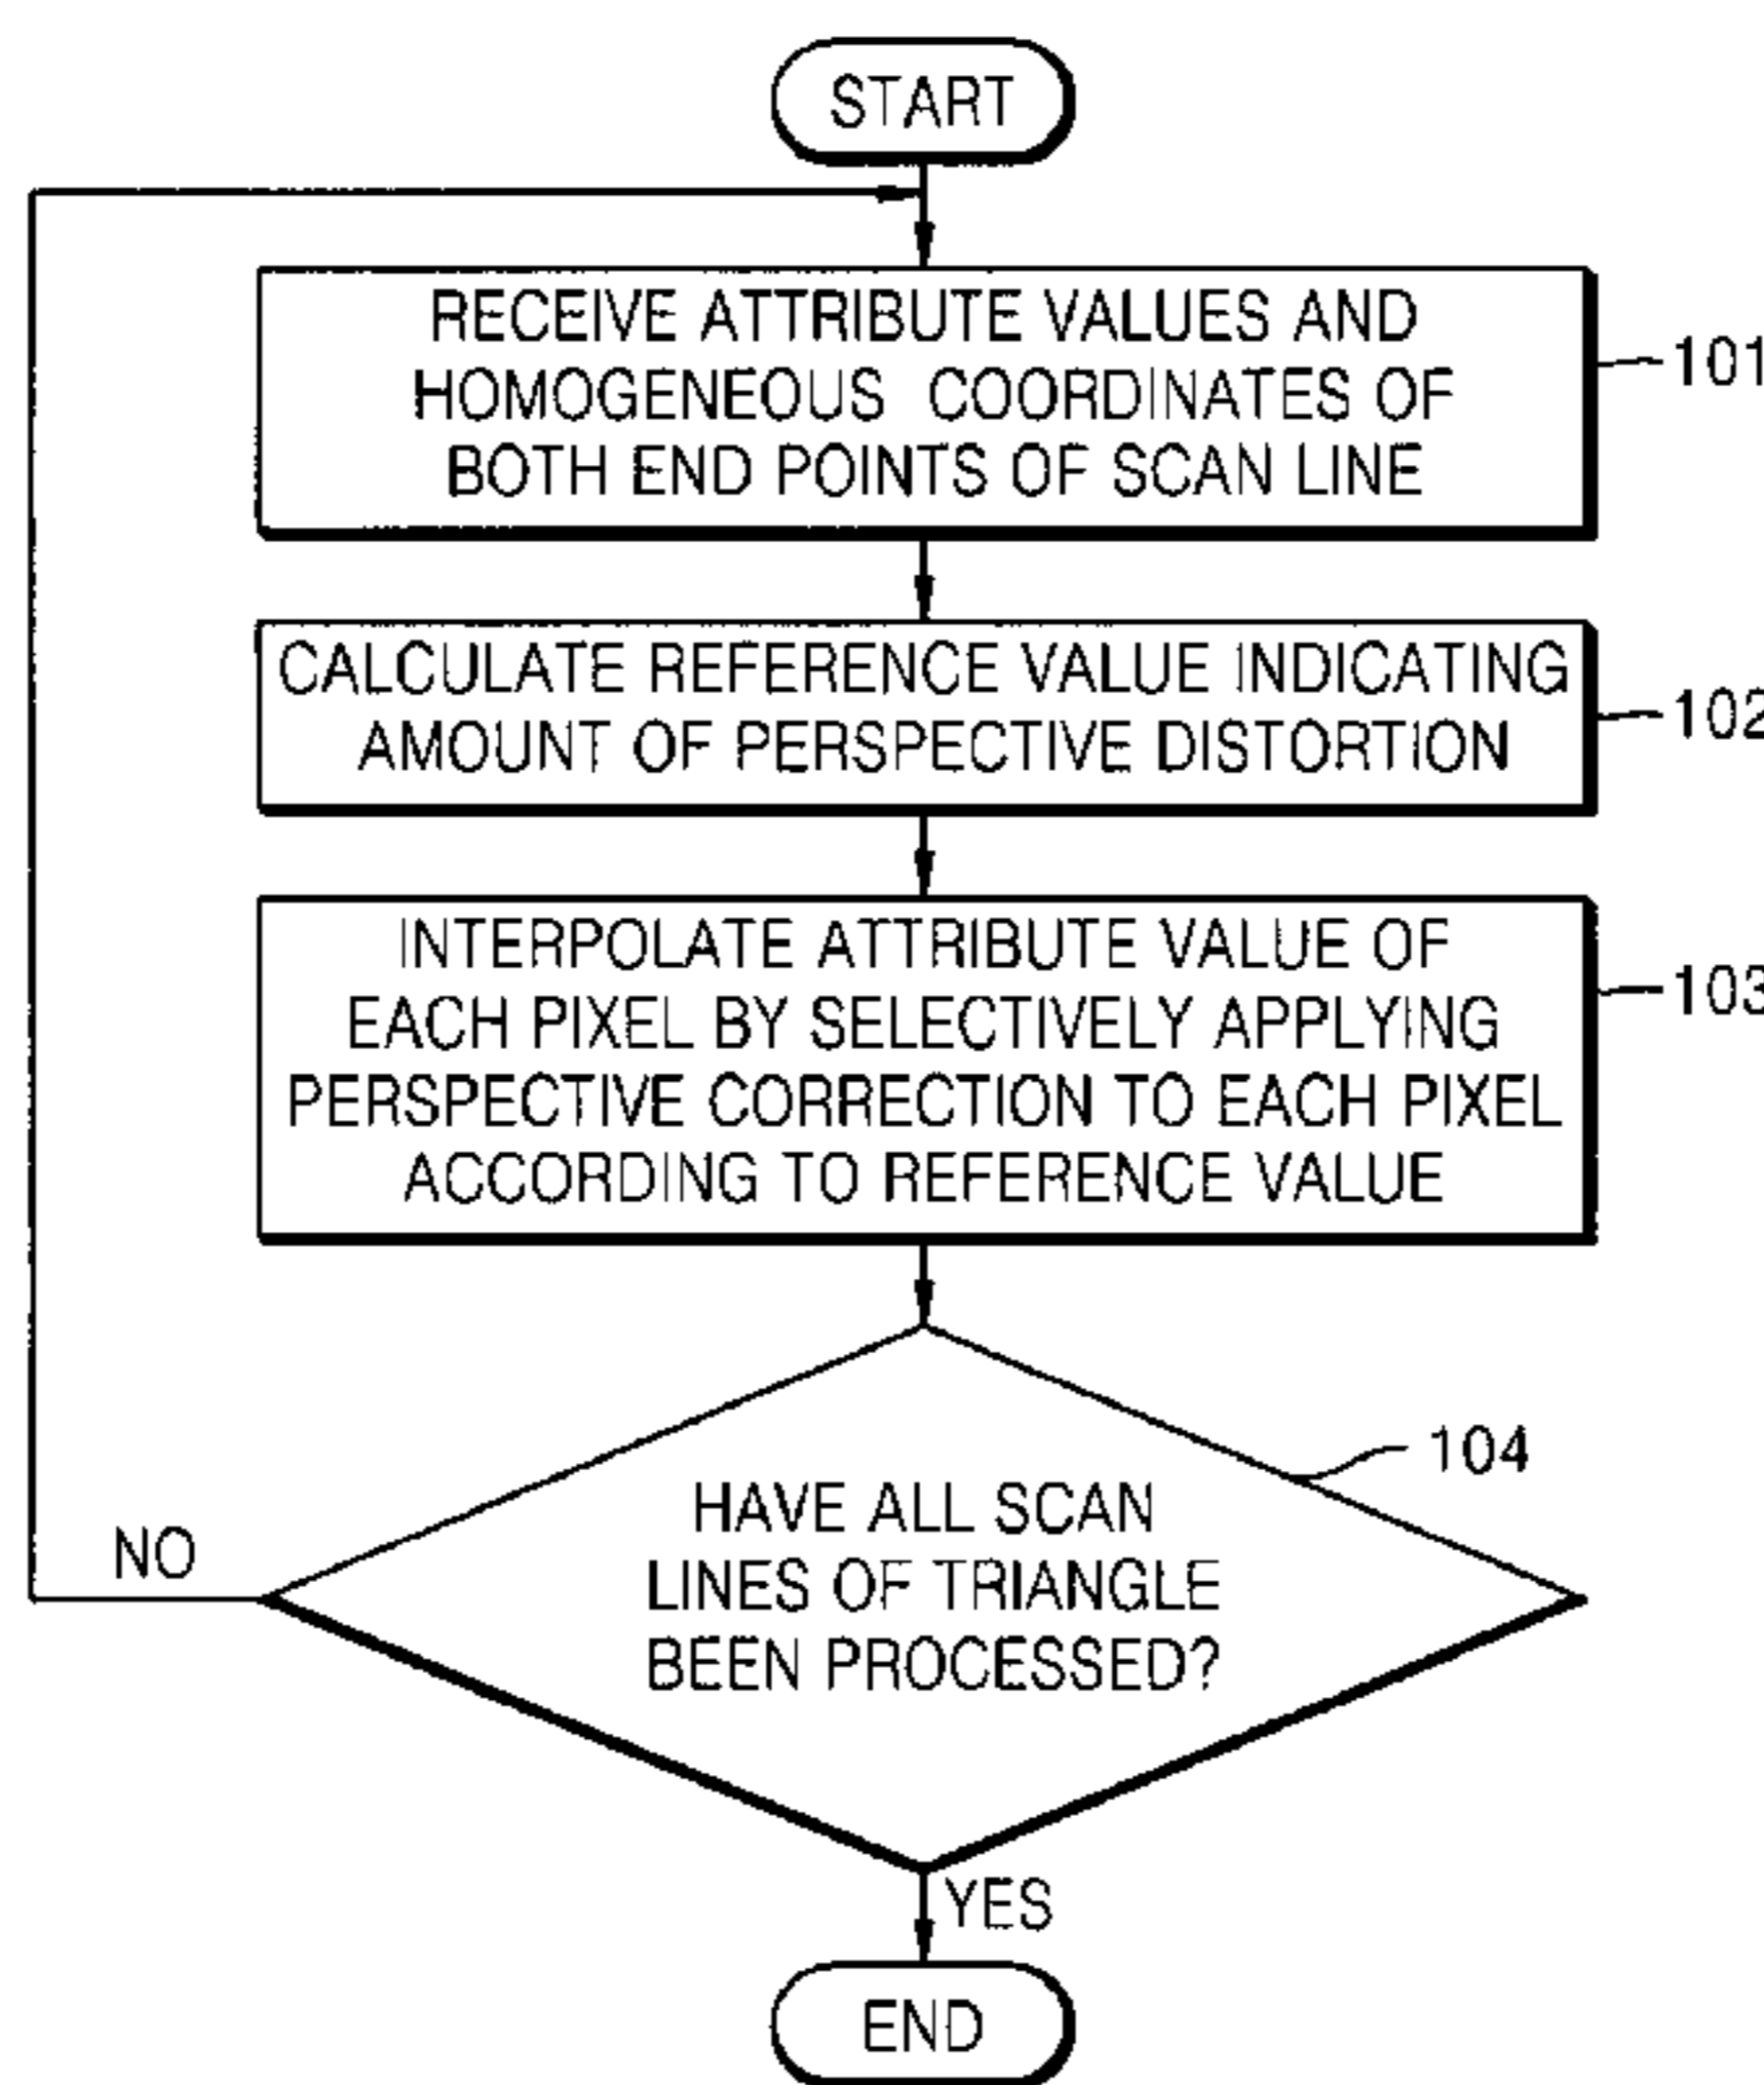 START
RECEIVE ATTRIBUTE VALUES AND
HOMOGENEOUS COORDINATES OF
BOTH END POINTS OF SCAN LINE
101
CALCULATE REFERENCE VALUE INDICATING
AMOUNT OF PERSPECTIVE DISTORTION
102
INTERPOLATE ATTRIBUTE VALUE OF
EACH PIXEL BY SELECTIVELY APPLYING
PERSPECTIVE CORRECTION TO EACH PIXEL
ACCORDING TO REFERENCE VALUE
103
104
HAVE ALL SCAN
LINES OF TRIANGLE
BEEN PROCESSED?
NO
YES
END